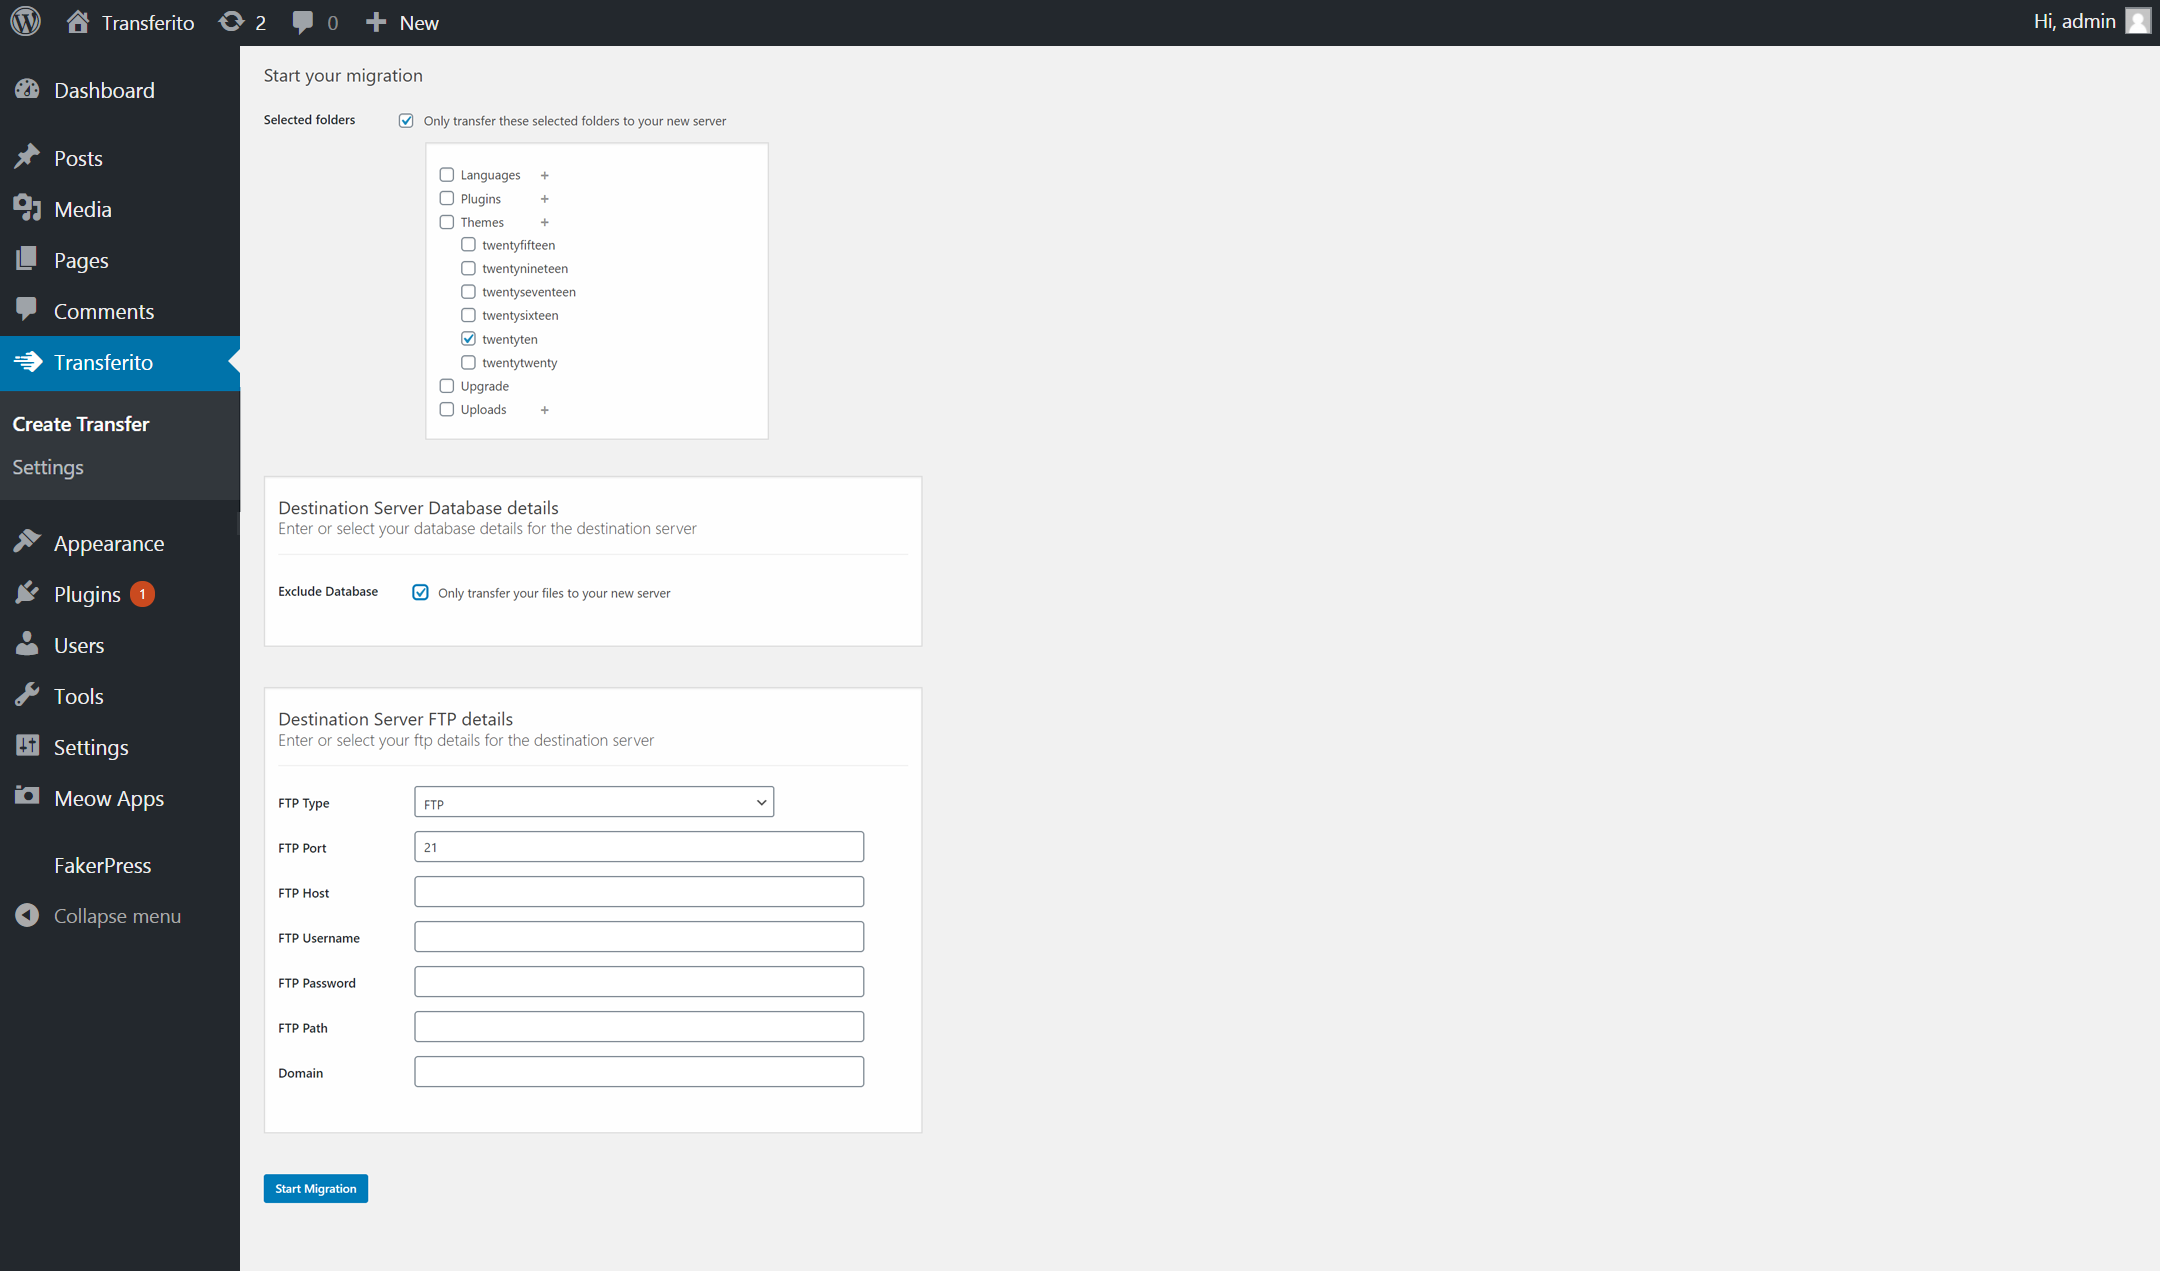 Transferito
2
0
New
Hi, admin
Dashboard
Posts
Media
Pages
Comments
Transferito
Create Transfer
Settings
Appearance
Plugins 1
Users
Tools
Settings
Meow Apps
FakerPress
Collapse menu
Start your migration
Selected folders
Only transfer these selected folders to your new server
Languages +
Plugins +
Themes +
twentyfifteen
twentynineteen
twentyseventeen
twentysixteen
twentyten
twentytwenty
Upgrade
Uploads +
Destination Server Database details
Enter or select your database details for the destination server
Exclude Database
Only transfer your files to your new server
Destination Server FTP details
Enter or select your ftp details for the destination server
FTP Type
FTP
FTP Port
21
FTP Host
FTP Username
FTP Password
FTP Path
Domain
Start Migration